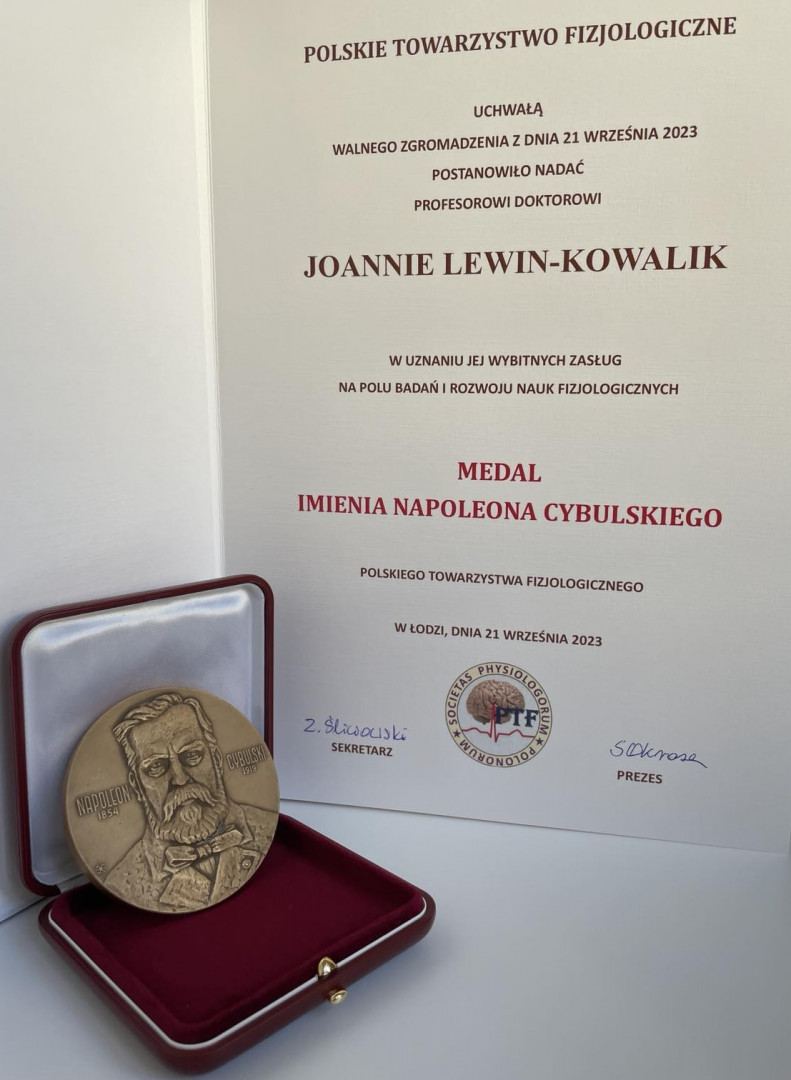 POLSKIE TOWARZYSTWO FIZJOLOGICZNE
UCHWAŁĄ
WALNEGO ZGROMADZENIA Z DNIA 21 WRZEŚNIA 2023
POSTANOWIŁO NADAĆ
PROFESOROWI DOKTOROWI
JOANNIE LEWIN-KOWALIK
W UZNANIU JEJ WYBITNYCH ZASŁUG
NA POLU BADAŃ I ROZWOJU NAUK FIZJOLOGICZNYCH
MEDAL
IMIENIA NAPOLEONA CYBULSKIEGO
POLSKIEGO TOWARZYSTWA FIZJOLOGICZNEGO
W ŁODZI, DNIA 21 WRZEŚNIA 2023
SOCIETAS PHYSIOLOGORUM POLONORUM
PTF
Z. Śliwowski
SEKRETARZ
PREZES
NAPOLEON
1854
CYBULSKI
1919